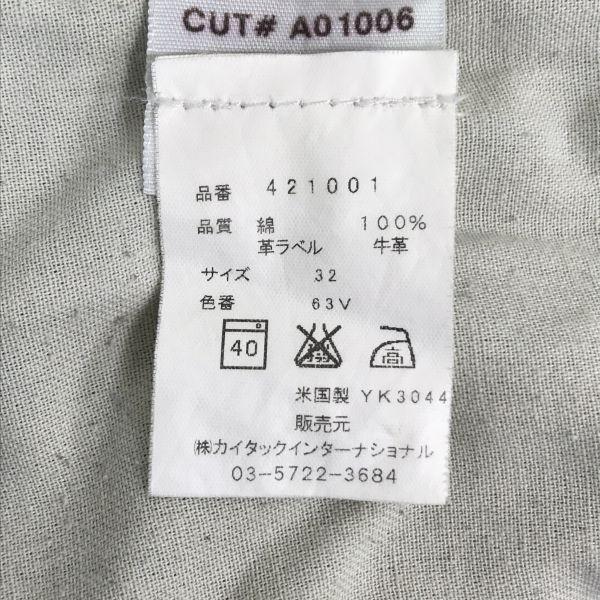 CUT# A01006
品番 421001
品質 綿 100%
革ラベル 牛革
サイズ 32
色番 63V
40 高
米国製 YK3044
販売元
㈱カイタックインターナショナル
03-5722-3684